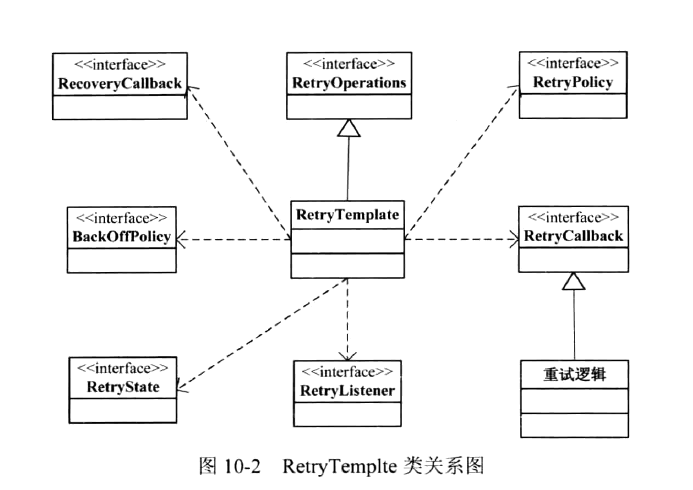 <<interface>>
RecoveryCallback
<<interface>>
RetryOperations
<<interface>>
RetryPolicy
<<interface>>
BackOffPolicy
RetryTemplate
<<interface>>
RetryCallback
<<interface>>
RetryState
<<interface>>
RetryListener
重试逻辑
图 10-2 RetryTemplte 类关系图